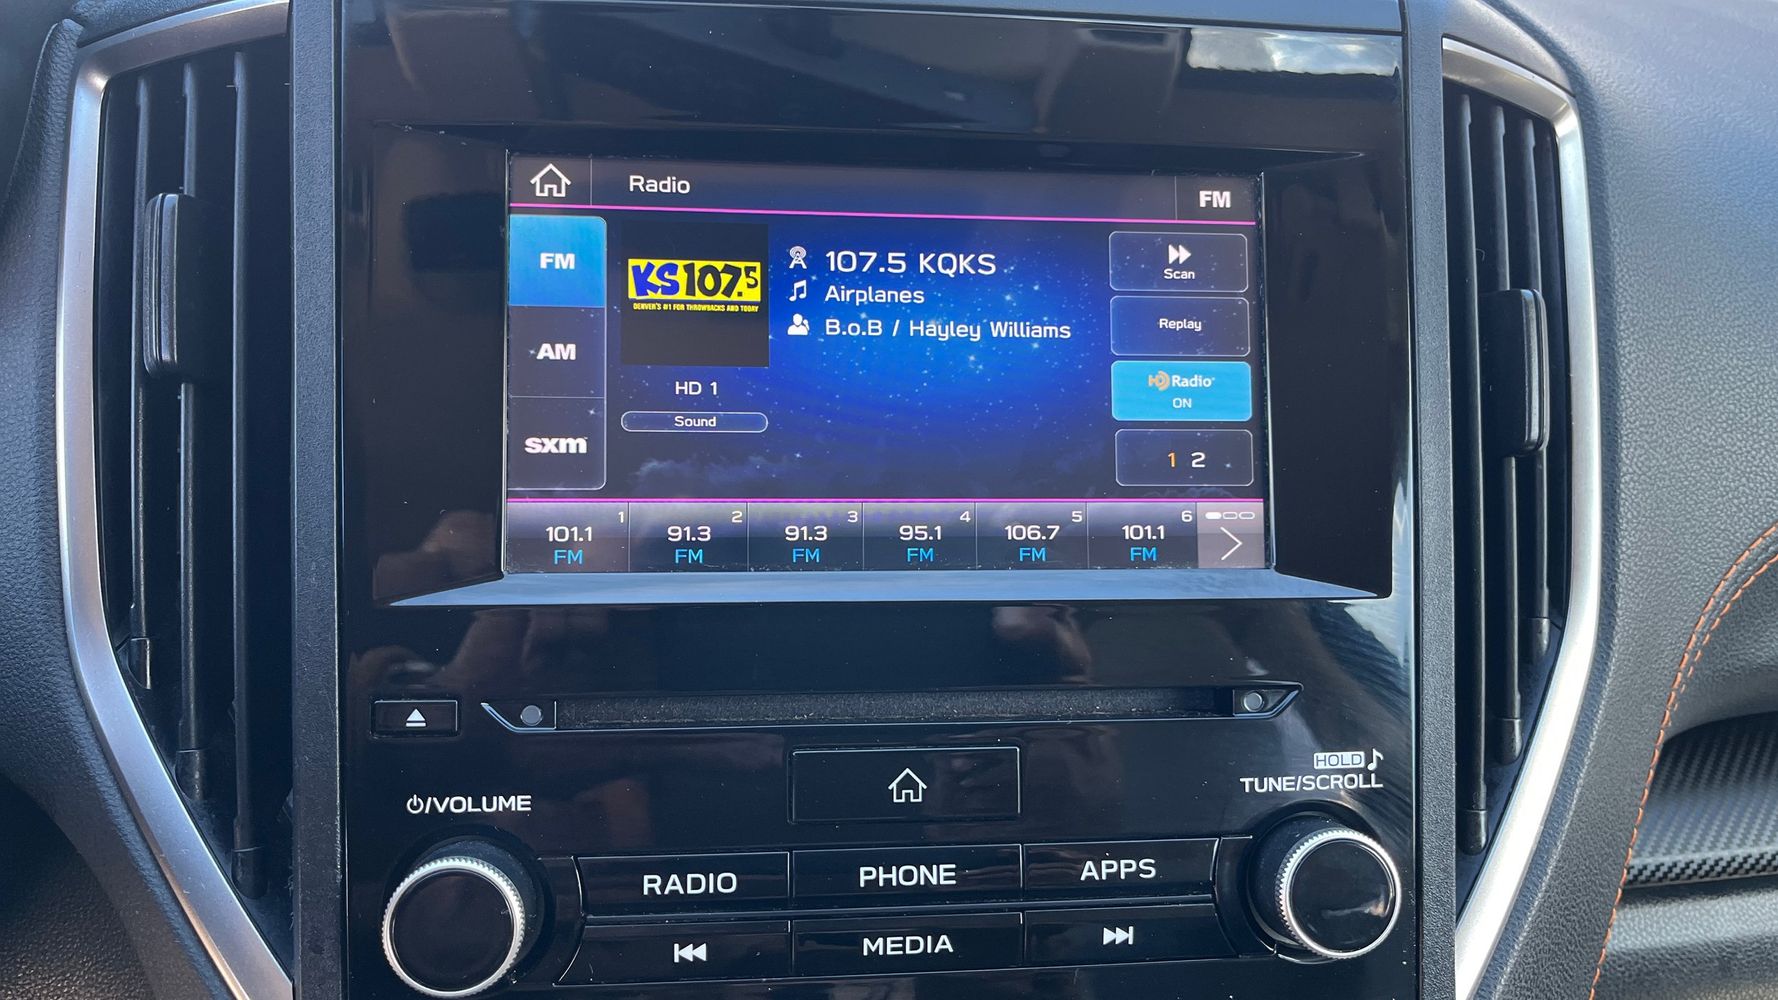 Radio
FM
FM
AM
sxm
KS107.5
DENVER'S #1 FOR THROWBACKS AND TODAY
HD 1
Sound
107.5 KQKS
Airplanes
B.o.B / Hayley Williams
Scan
Replay
HD Radio
ON
1 2
1
101.1
FM
2
91.3
FM
3
91.3
FM
4
95.1
FM
5
106.7
FM
6
101.1
FM
/VOLUME
HOLD
TUNE/SCROLL
RADIO
PHONE
APPS
MEDIA